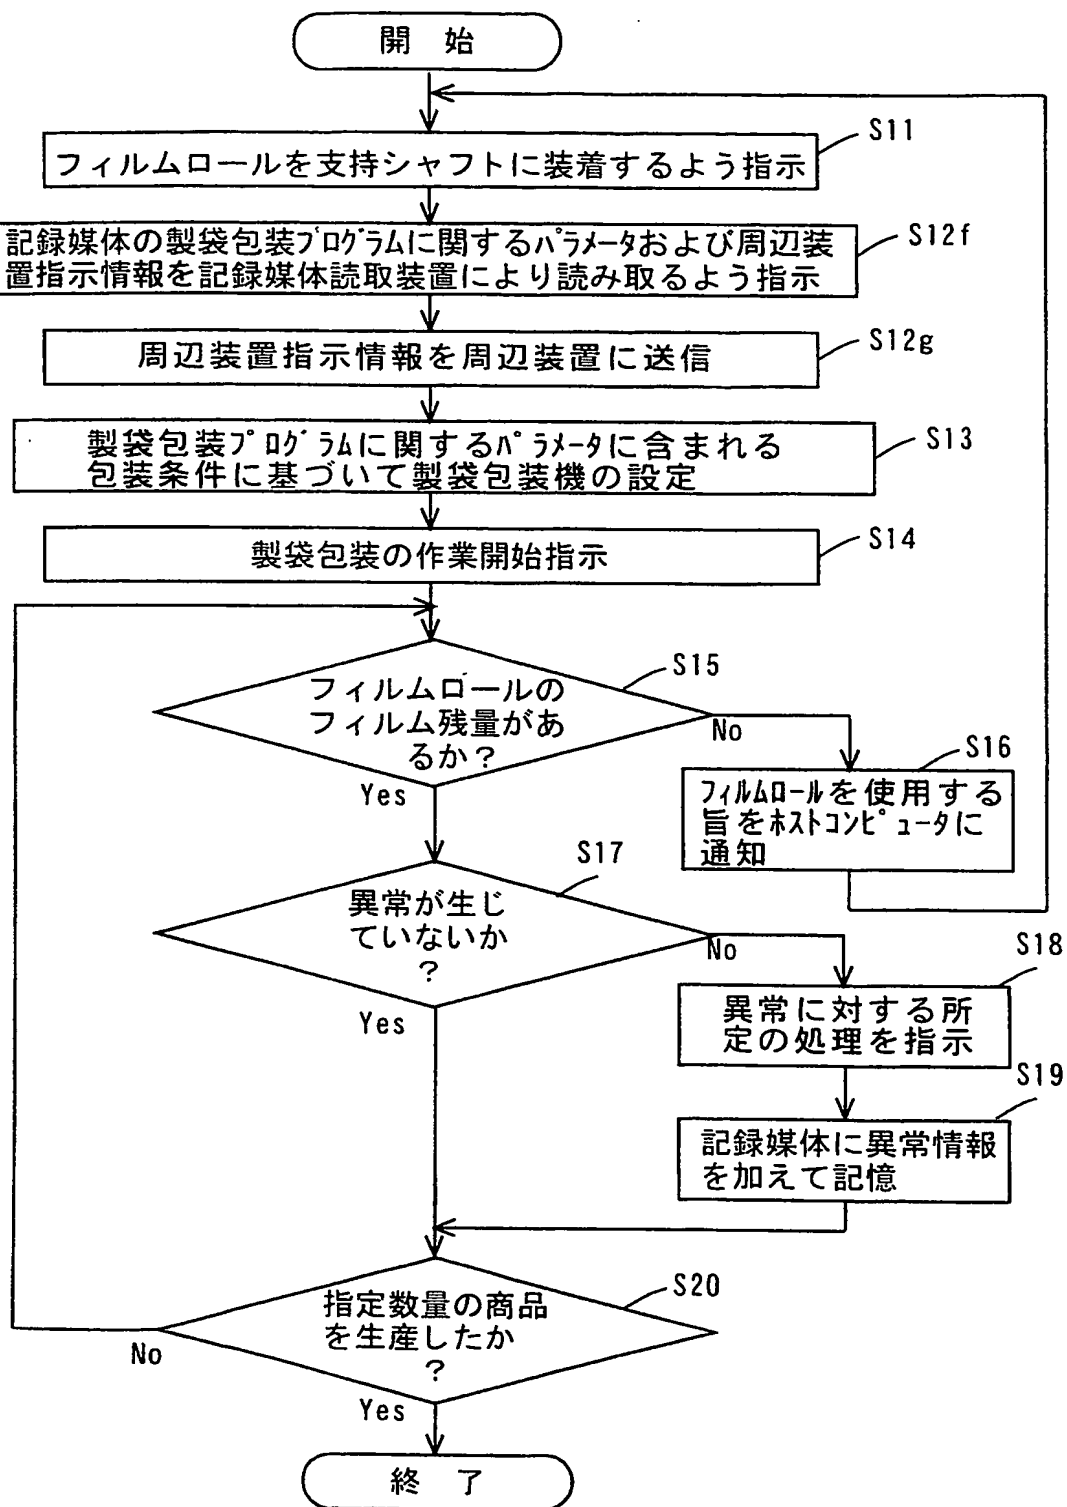 開 始
S11
フィルムロールを支持シャフトに装着するよう指示
S12f
記録媒体の製袋包装プログラムに関するパラメータおよび周辺装
置指示情報を記録媒体読取装置により読み取るよう指示
S12g
周辺装置指示情報を周辺装置に送信
S13
製袋包装プログラムに関するパラメータに含まれる
包装条件に基づいて製袋包装機の設定
S14
製袋包装の作業開始指示
S15
フィルムロールの
フィルム残量があ
るか？
No
Yes
S16
フィルムロールを使用する
旨をホストコンピュータに
通知
S17
異常が生じ
ていないか
？
No
Yes
S18
異常に対する所
定の処理を指示
S19
記録媒体に異常情報
を加えて記憶
S20
指定数量の商品
を生産したか
？
No
Yes
終 了